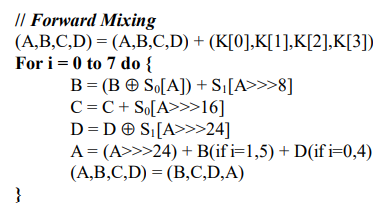 // Forward Mixing
(A,B,C,D) = (A,B,C,D) + (K[0],K[1],K[2],K[3])
For i = 0 to 7 do {
B = (B ⊕ S₀[A]) + S₁[A>>>8]
C = C + S₀[A>>>16]
D = D ⊕ S₁[A>>>24]
A = (A>>>24) + B(if i=1,5) + D(if i=0,4)
(A,B,C,D) = (B,C,D,A)
}